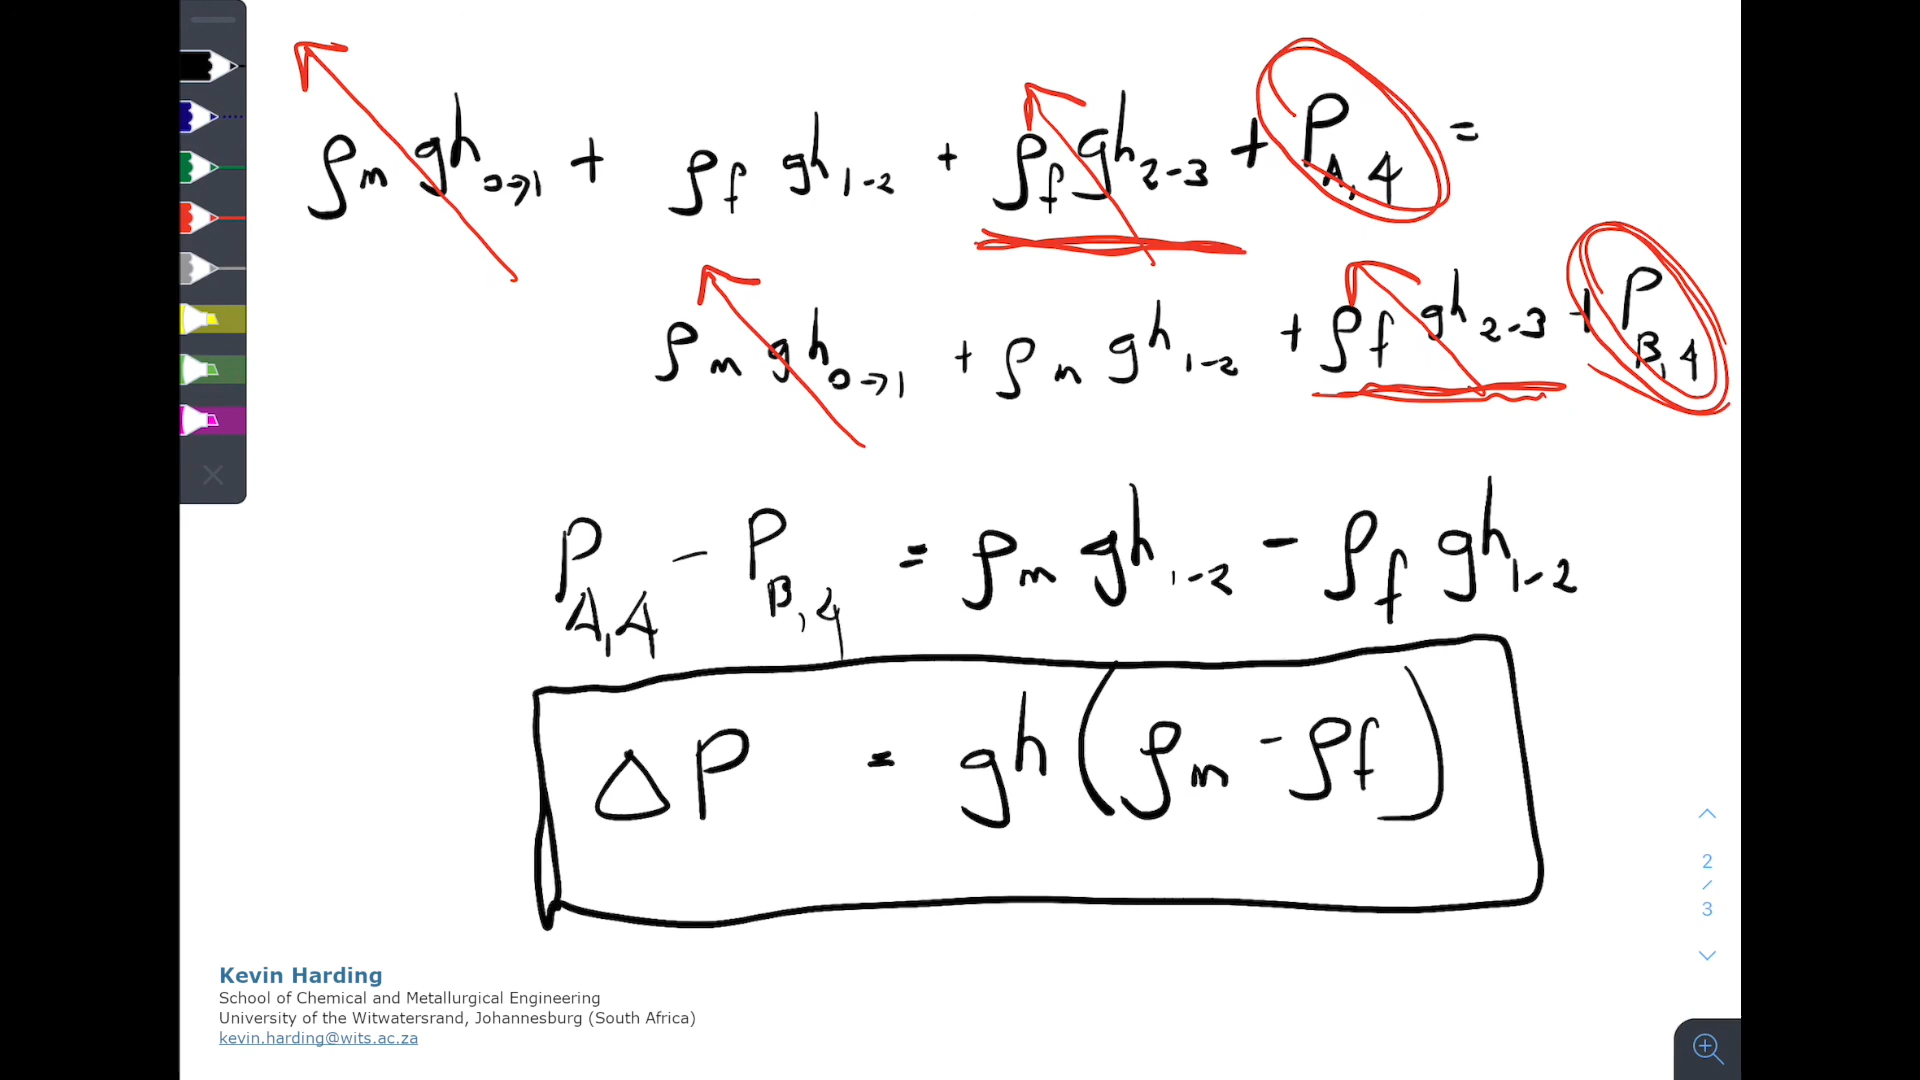 ρm gh0→1 + ρf gh1-2 + ρf gh2-3 + PA,4 =
ρm gh0→1 + ρm gh1-2 + ρf gh2-3 + PB,4
PA,4 - PB,4 = ρm gh1-2 - ρf gh1-2
ΔP = gh(ρm - ρf)
2
/
3
Kevin Harding
School of Chemical and Metallurgical Engineering
University of the Witwatersrand, Johannesburg (South Africa)
kevin.harding@wits.ac.za